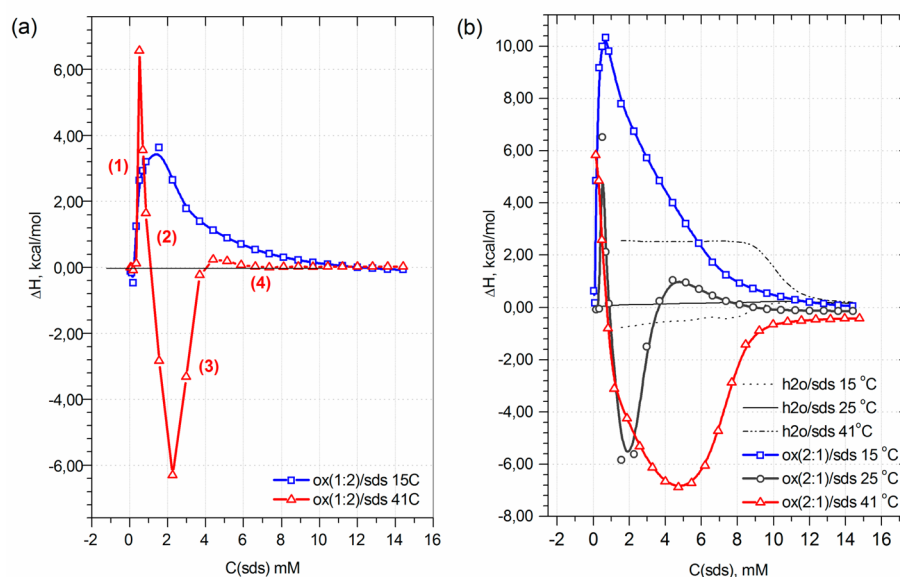 (a)
ΔH, kcal/mol
6,00
4,00
2,00
0,00
-2,00
-4,00
-6,00
(1)
(2)
(3)
(4)
ox(1:2)/sds 15C
ox(1:2)/sds 41C
-2 0 2 4 6 8 10 12 14 16
C(sds) mM
(b)
ΔH, kcal/mol
10,00
8,00
6,00
4,00
2,00
0,00
-2,00
-4,00
-6,00
-8,00
h2o/sds 15 °C
h2o/sds 25 °C
h2o/sds 41°C
ox(2:1)/sds 15 °C
ox(2:1)/sds 25 °C
ox(2:1)/sds 41 °C
-2 0 2 4 6 8 10 12 14 16
C(sds), mM